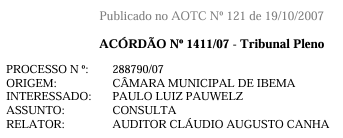 Publicado no AOTC Nº 121 de 19/10/2007
ACÓRDÃO Nº 1411/07 - Tribunal Pleno
PROCESSO N º: 288790/07
ORIGEM: CÂMARA MUNICIPAL DE IBEMA
INTERESSADO: PAULO LUIZ PAUWELZ
ASSUNTO: CONSULTA
RELATOR: AUDITOR CLÁUDIO AUGUSTO CANHA